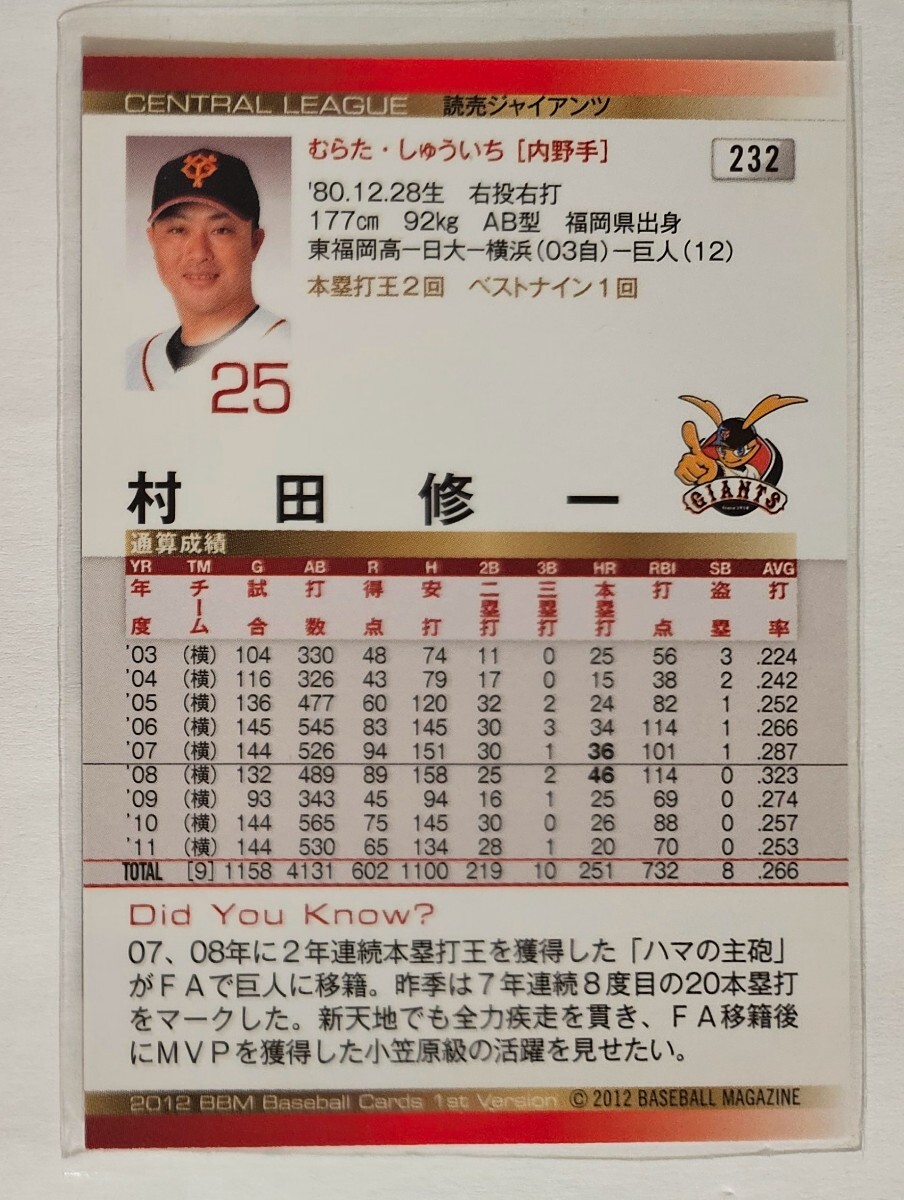 CENTRAL LEAGUE 読売ジャイアンツ
むらた・しゅういち [内野手] 232
'80.12.28生 右投右打
177cm 92kg AB型 福岡県出身
東福岡高ー日大ー横浜(03自)ー巨人(12)
本塁打王2回 ベストナイン1回
25
GIANTS
村田修一
通算成績
YR TM G AB R H 2B 3B HR RBI SB AVG
年度 チーム 試合 打数 得点 安打 二塁打 三塁打 本塁打 打点 盗塁 打率
'03 (横) 104 330 48 74 11 0 25 56 3 .224
'04 (横) 116 326 43 79 17 0 15 38 2 .242
'05 (横) 136 477 60 120 32 2 24 82 1 .252
'06 (横) 145 545 83 145 30 3 34 114 1 .266
'07 (横) 144 526 94 151 30 1 36 101 1 .287
'08 (横) 132 489 89 158 25 2 46 114 0 .323
'09 (横) 93 343 45 94 16 1 25 69 0 .274
'10 (横) 144 565 75 145 30 0 26 88 0 .257
'11 (横) 144 530 65 134 28 1 20 70 0 .253
TOTAL [9] 1158 4131 602 1100 219 10 251 732 8 .266
Did You Know?
07、08年に2年連続本塁打王を獲得した「ハマの主砲」
がFAで巨人に移籍。昨季は7年連続8度目の20本塁打
をマークした。新天地でも全力疾走を貫き、FA移籍後
にMVPを獲得した小笠原級の活躍を見せたい。
2012 BBM Baseball Cards 1st Version © 2012 BASEBALL MAGAZINE